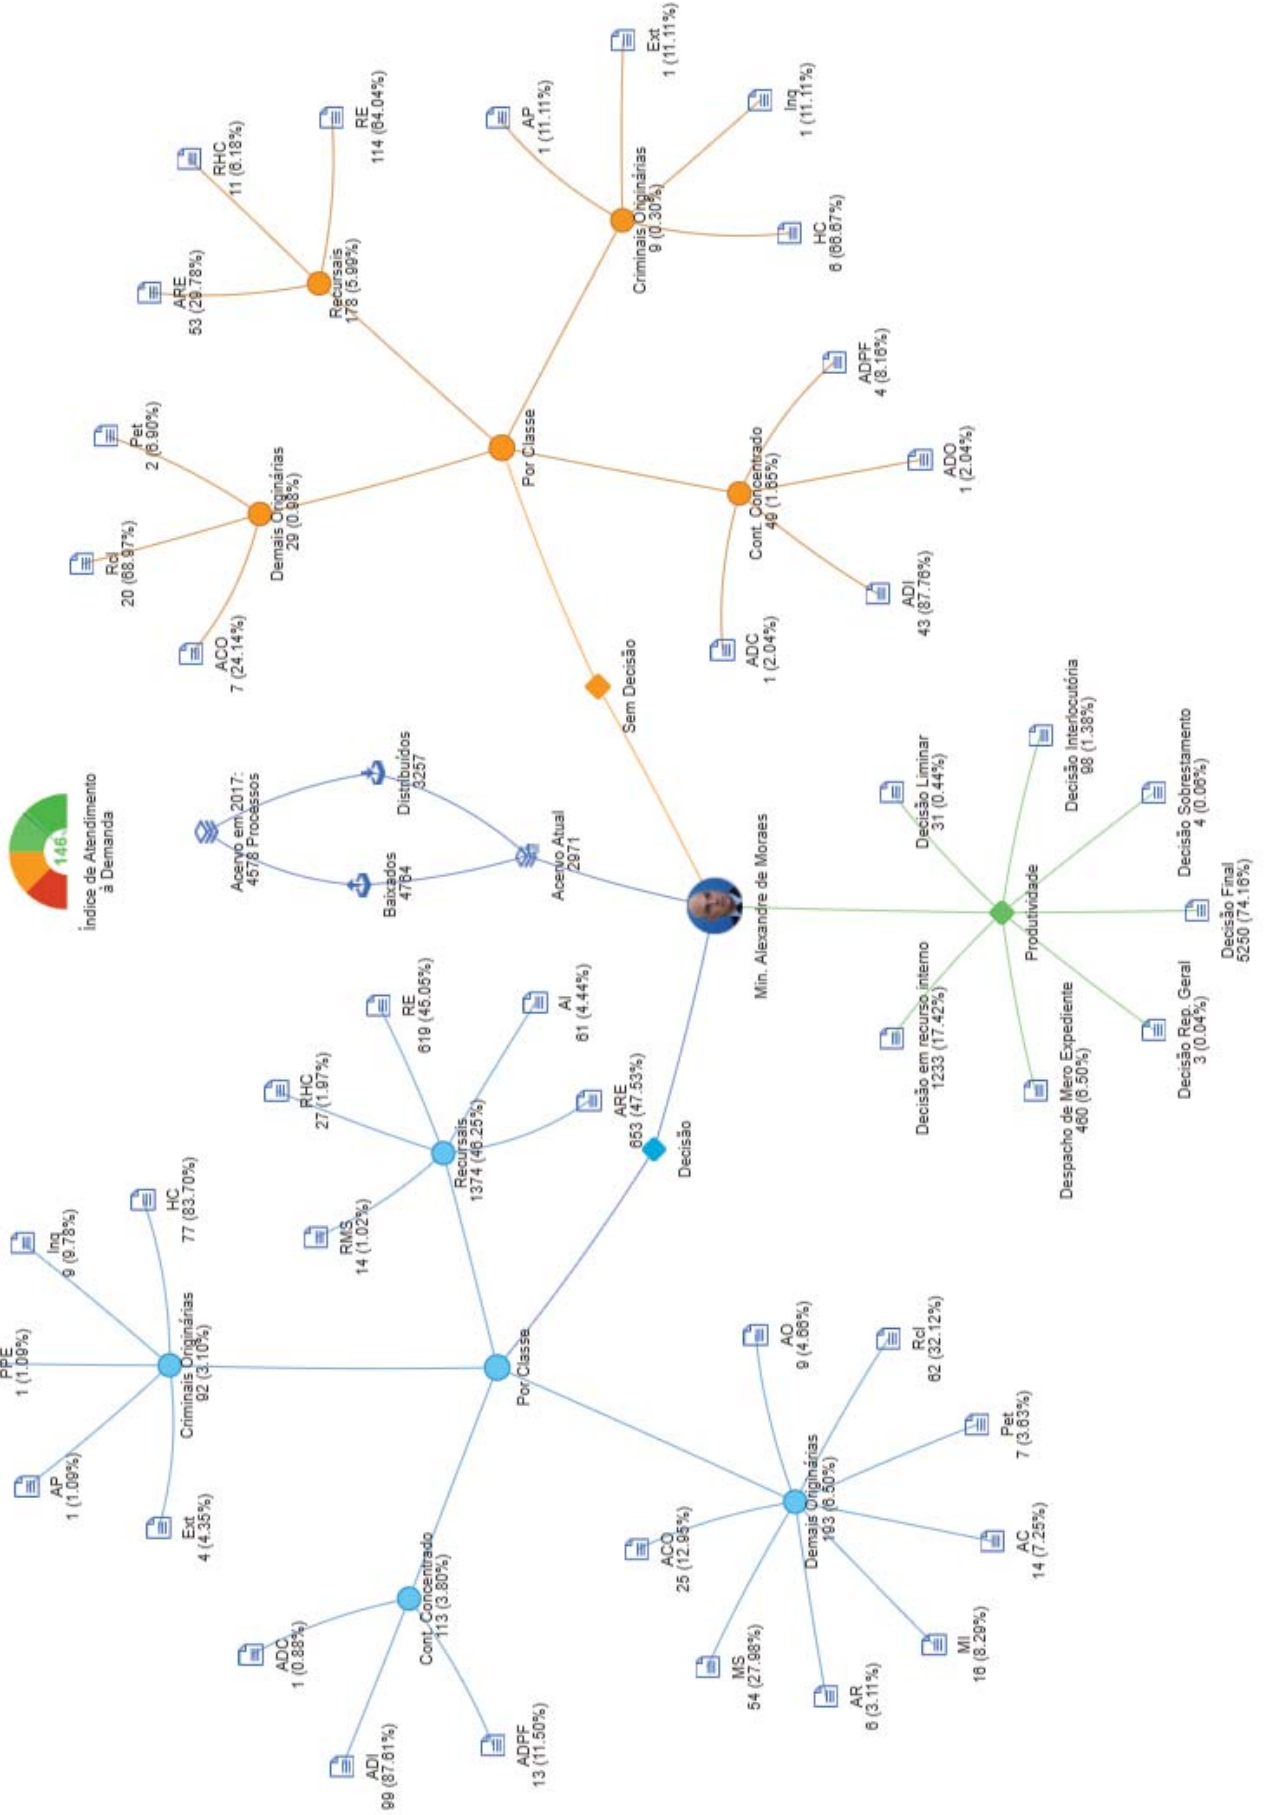 146
Índice de Atendimento
à Demanda
Acervo em 2017:
4578 Processos
Baixados
4764
Distribuídos
3257
Acervo Atual
2971
Min. Alexandre de Moraes
Decisão
Por Classe
Criminais Originárias
92 (3.10%)
Ext
4 (4.35%)
AP
1 (1.09%)
PPE
1 (1.09%)
Inq
9 (9.78%)
HC
77 (83.70%)
Recursais
1374 (46.25%)
RMS
14 (1.02%)
RHC
27 (1.97%)
RE
619 (45.05%)
AI
61 (4.44%)
ARE
653 (47.53%)
Cont. Concentrado
113 (3.80%)
ADO
1 (0.88%)
ADI
99 (87.61%)
ADPF
13 (11.50%)
Demais Originárias
193 (6.50%)
ACO
25 (12.95%)
MS
54 (27.98%)
AR
6 (3.11%)
MI
16 (8.29%)
AC
14 (7.25%)
Pet
7 (3.63%)
Rcl
62 (32.12%)
AO
9 (4.66%)
Sem Decisão
Por Classe
Demais Originárias
29 (0.98%)
ACO
7 (24.14%)
Rcl
20 (68.97%)
Pet
2 (6.90%)
Recursais
178 (5.99%)
ARE
53 (29.78%)
RHC
11 (6.18%)
RE
114 (64.04%)
Criminais Originárias
9 (0.30%)
AP
1 (11.11%)
Ext
1 (11.11%)
Inq
1 (11.11%)
HC
6 (66.67%)
Cont. Concentrado
49 (1.65%)
ADC
1 (2.04%)
ADI
43 (87.76%)
ADO
1 (2.04%)
ADPF
4 (8.16%)
Produtividade
Decisão em recurso interno
1233 (17.42%)
Despacho de Mero Expediente
460 (6.50%)
Decisão Rep. Geral
3 (0.04%)
Decisão Final
5250 (74.16%)
Decisão Sobrestamento
4 (0.06%)
Decisão Interlocutória
98 (1.38%)
Decisão Liminar
31 (0.44%)